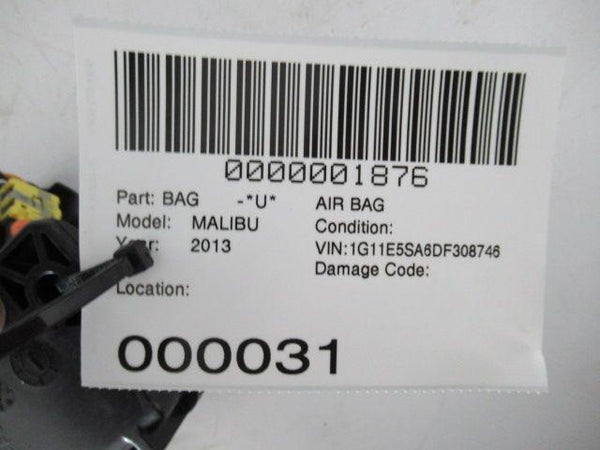 0000001876
Part: BAG -*U* AIR BAG
Model: MALIBU Condition:
Year: 2013 VIN:1G11E5SA6DF308746
Damage Code:
Location:
000031